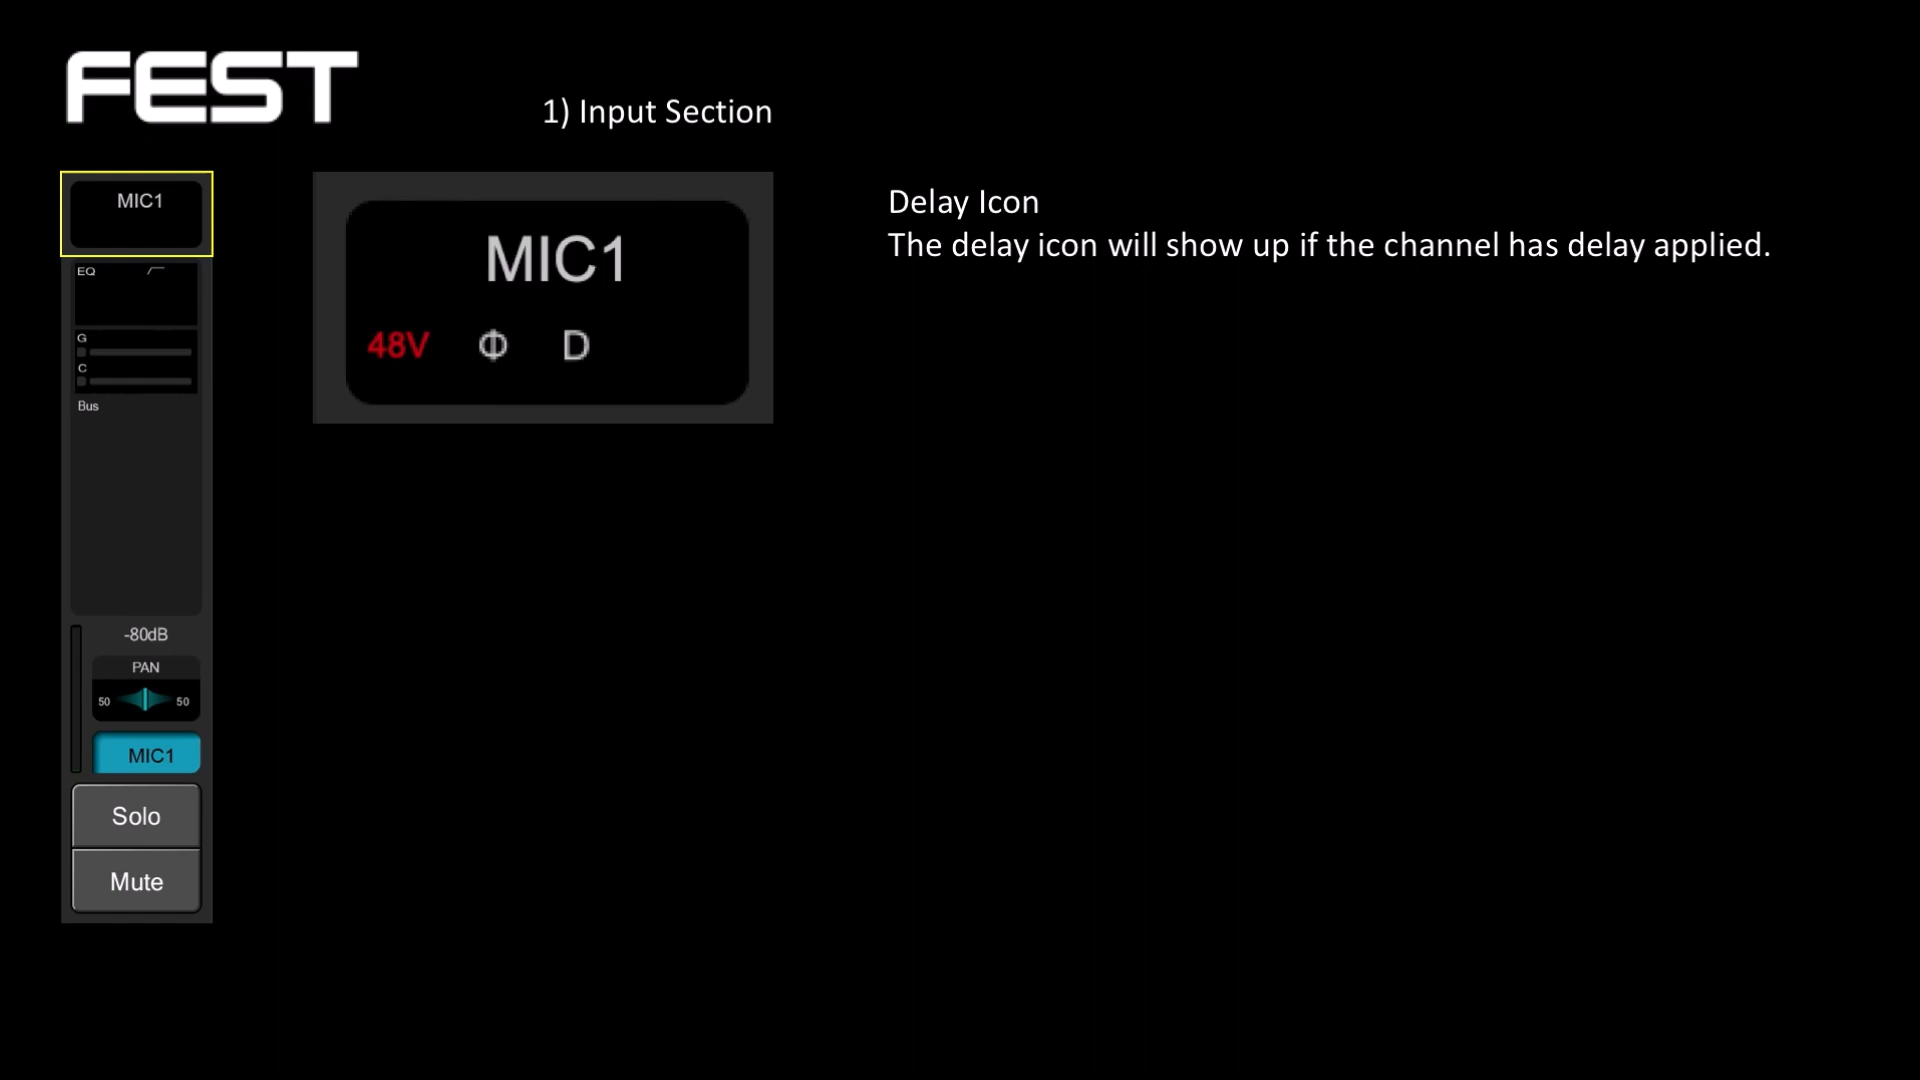 FEST
1) Input Section
MIC1
EQ
G
C
Bus
-80dB
PAN
50 50
MIC1
Solo
Mute
MIC1
48V Φ D
Delay Icon
The delay icon will show up if the channel has delay applied.